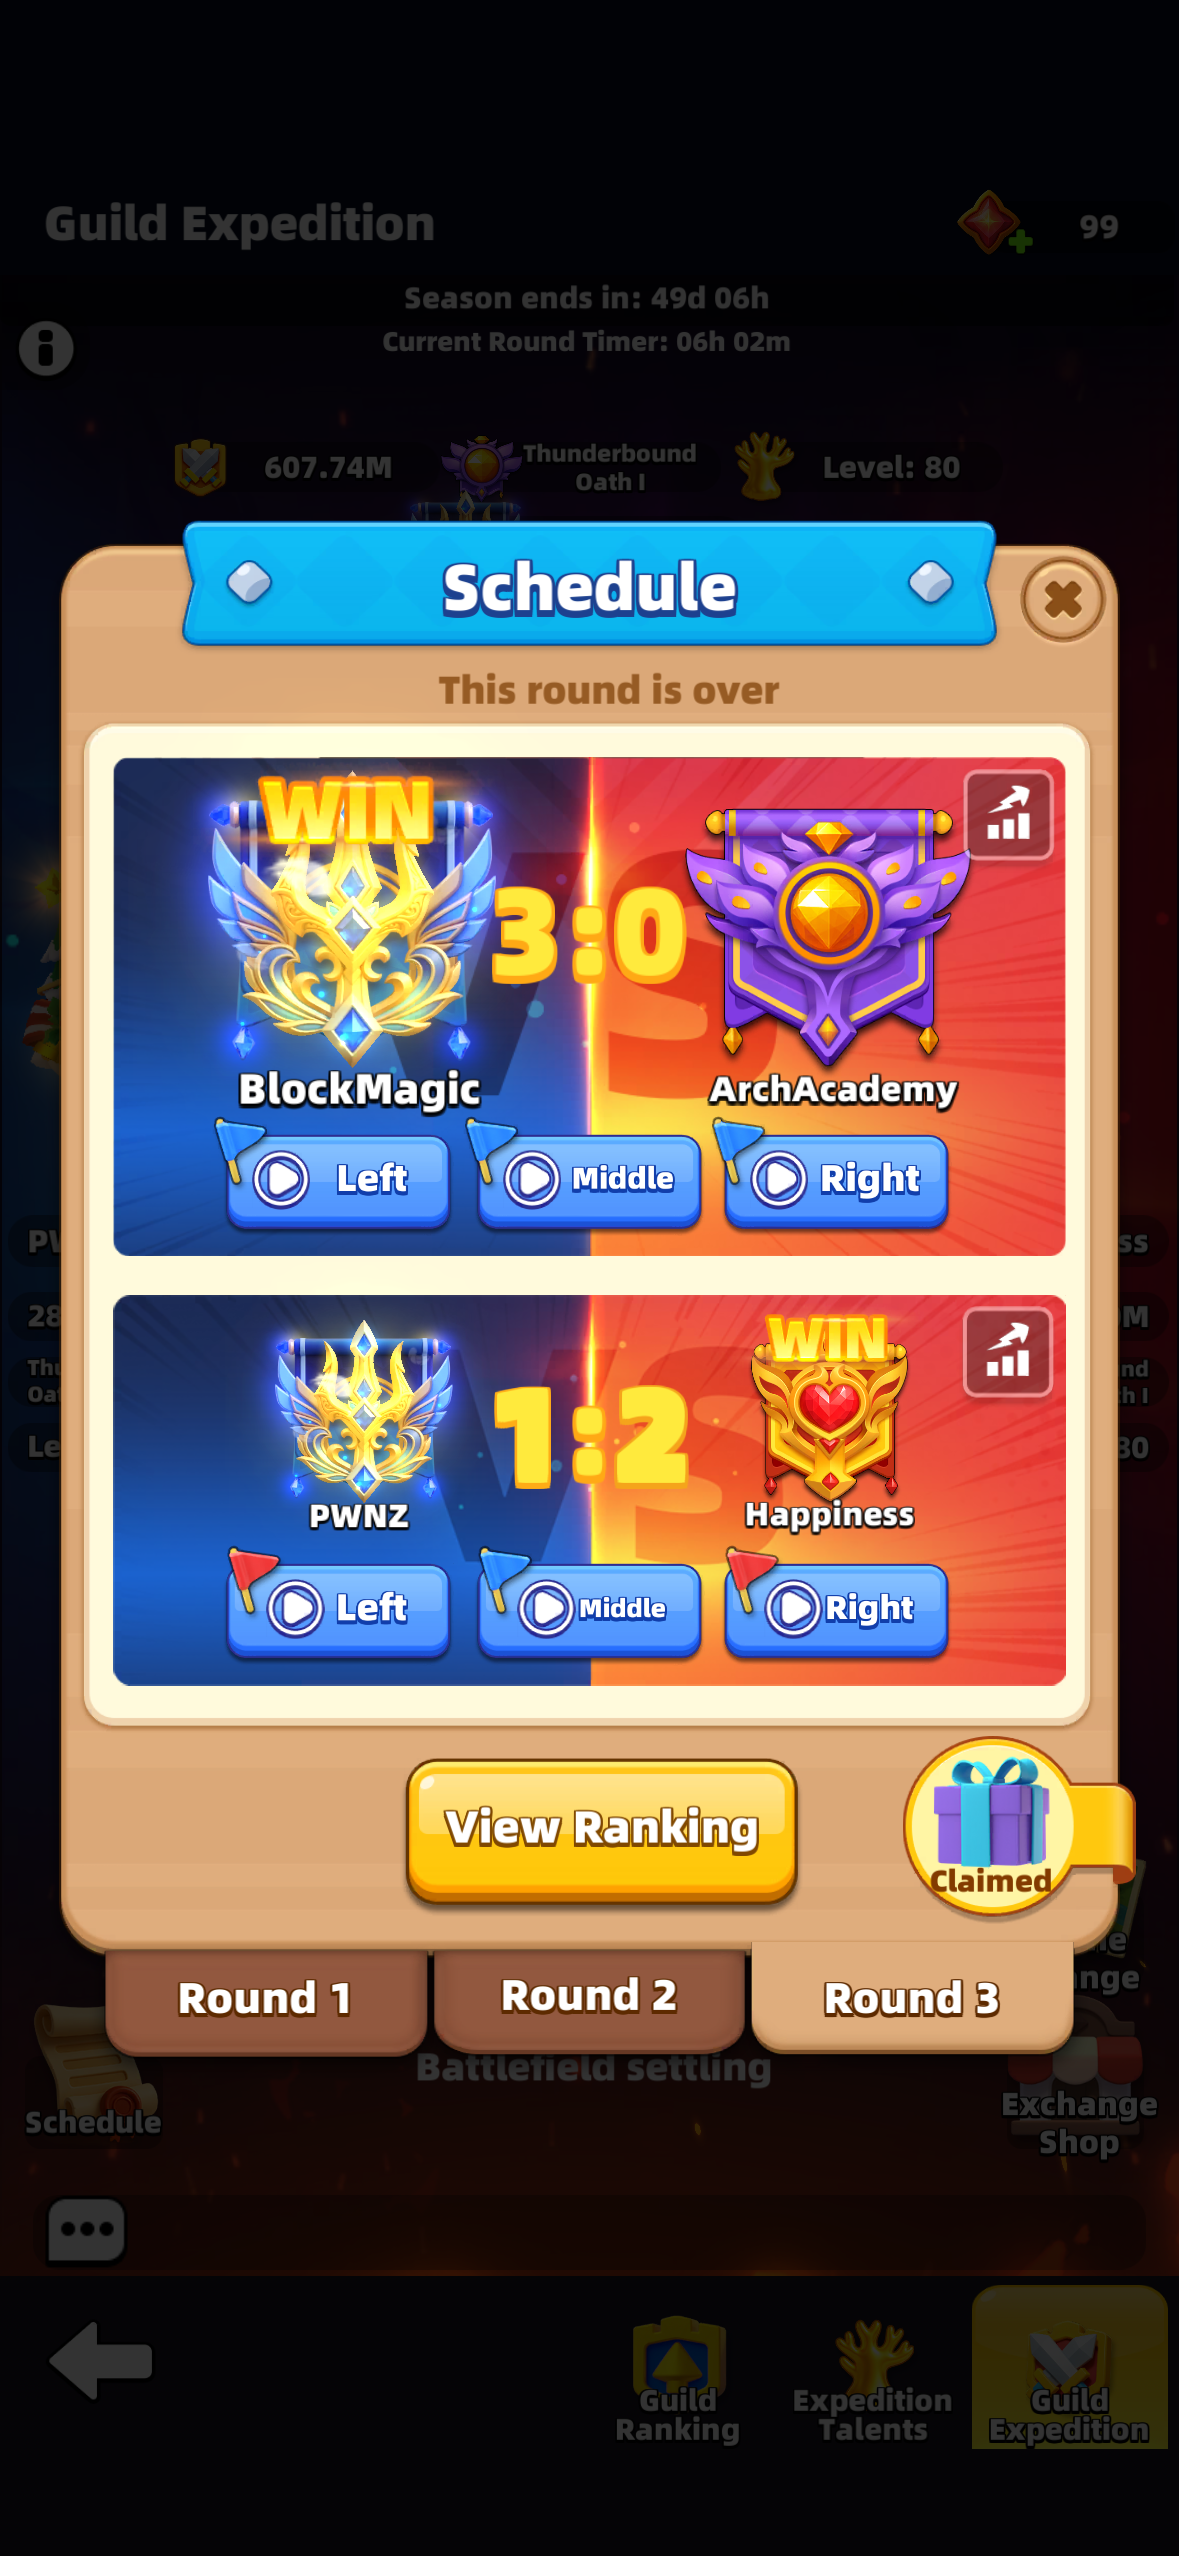 Guild Expedition
99
Season ends in: 49d 06h
Current Round Timer: 06h 02m
607.74M
Thunderbound
Oath I
Level: 80
Schedule
This round is over
WIN
VS
3:0
BlockMagic
ArchAcademy
Left
Middle
Right
WIN
VS
1:2
PWNZ
Happiness
Left
Middle
Right
View Ranking
Claimed
Round 1
Round 2
Round 3
Battlefield settling
Schedule
Exchange
Shop
Guild
Ranking
Expedition
Talents
Guild
Expedition